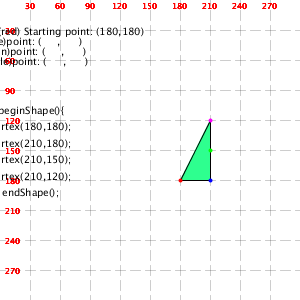 30 60 90 120 150 180 210 240 270
red) Starting point: (180,180)
e)point: ( , )
n)point: ( , )
le)point: ( , )
60
90
beginShape(){
120
rtex(180,180);
rtex(210,180);
150
rtex(210,150);
rtex(210,120);
180
endShape();
210
240
270